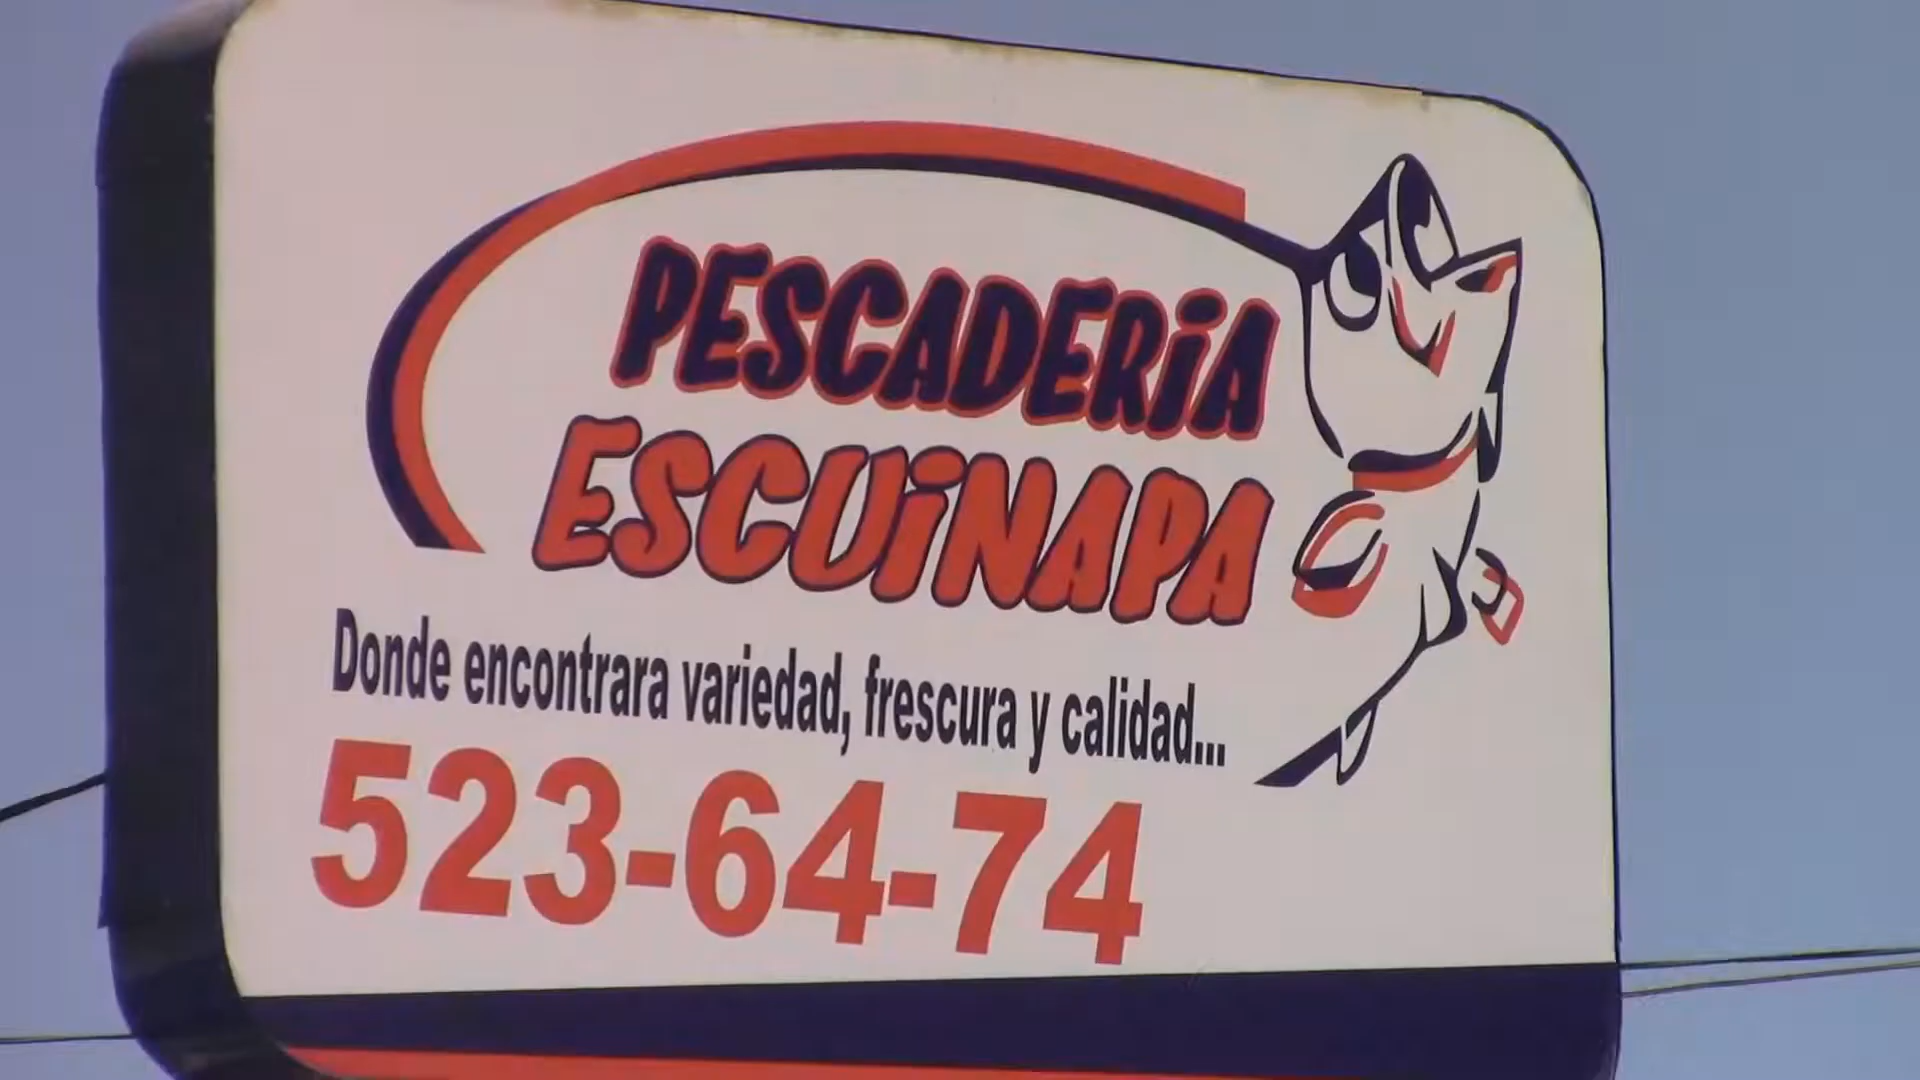 PESCADERiA
ESCUiNAPA
Donde encontrara variedad, frescura y calidad...
523-64-74